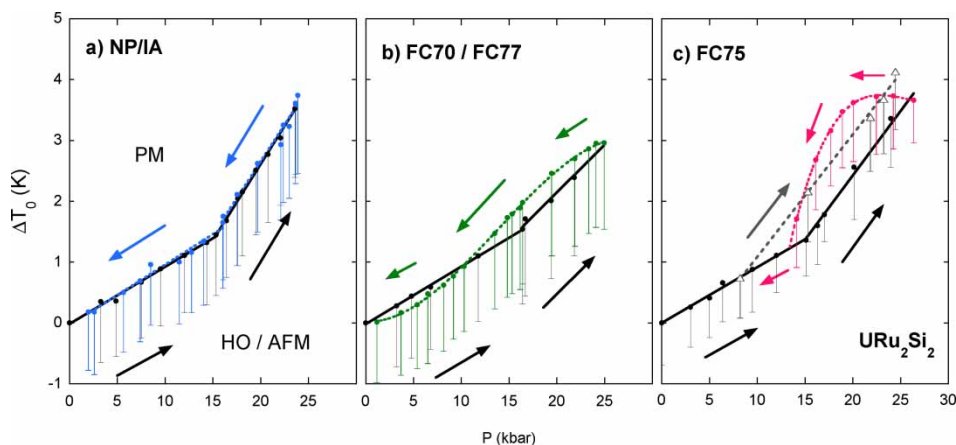 a) NP/IA
b) FC70 / FC77
c) FC75
PM
HO / AFM
URu₂Si₂
ΔT₀ (K)
5
4
3
2
1
0
-1
0 5 10 15 20 25
0 5 10 15 20 25
0 5 10 15 20 25 30
P (kbar)